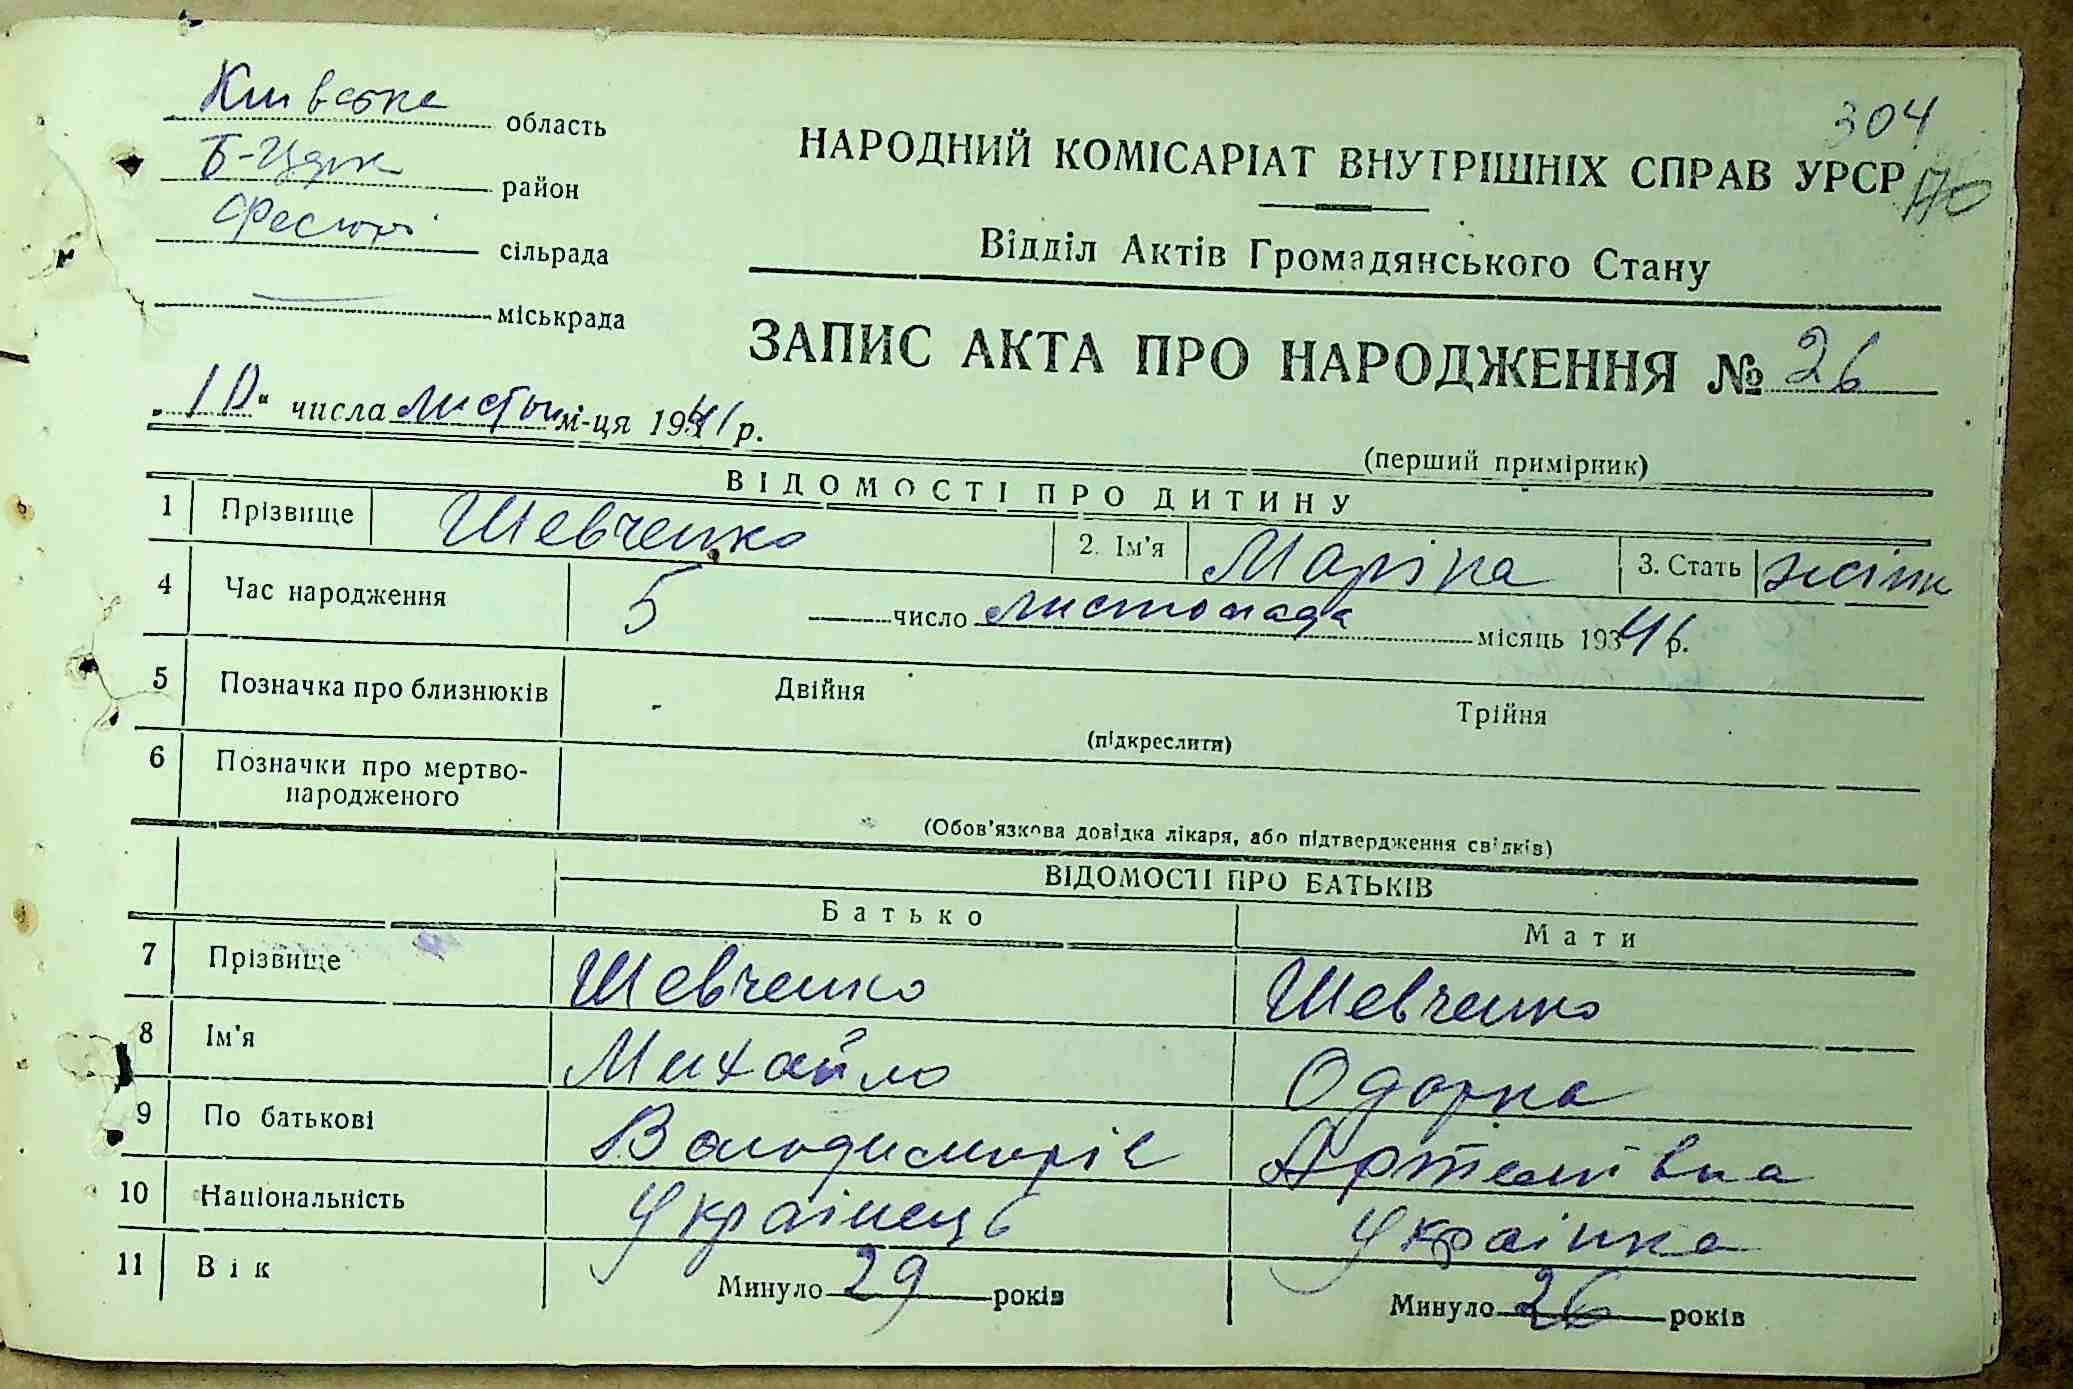 304
Київська область
Б-Церк район
Фесюрі сільрада
міськрада
НАРОДНИЙ КОМІСАРІАТ ВНУТРІШНІХ СПРАВ УРСР 170
Відділ Актів Громадянського Стану
ЗАПИС АКТА ПРО НАРОДЖЕННЯ № 26
„10“ числа листоп м-ця 1941 р.
(перший примірник)
ВІДОМОСТІ ПРО ДИТИНУ
1 Прізвище Шевченко 2. Ім'я Маріна 3. Стать жіноч
4 Час народження 5 число листопада місяць 1941 р.
5 Позначка про близнюків Двійня Трійня
(підкреслити)
6 Позначки про мертво-
народженого
(Обов'язкова довідка лікаря, або підтвердження свідків)
ВІДОМОСТІ ПРО БАТЬКІВ
Батько Мати
7 Прізвище Шевченко Шевченко
8 Ім'я Михайло Одарка
9 По батькові Володимирів Артемівна
10 Національність Українець Українка
11 Вік Минуло 29 років Минуло 26 років